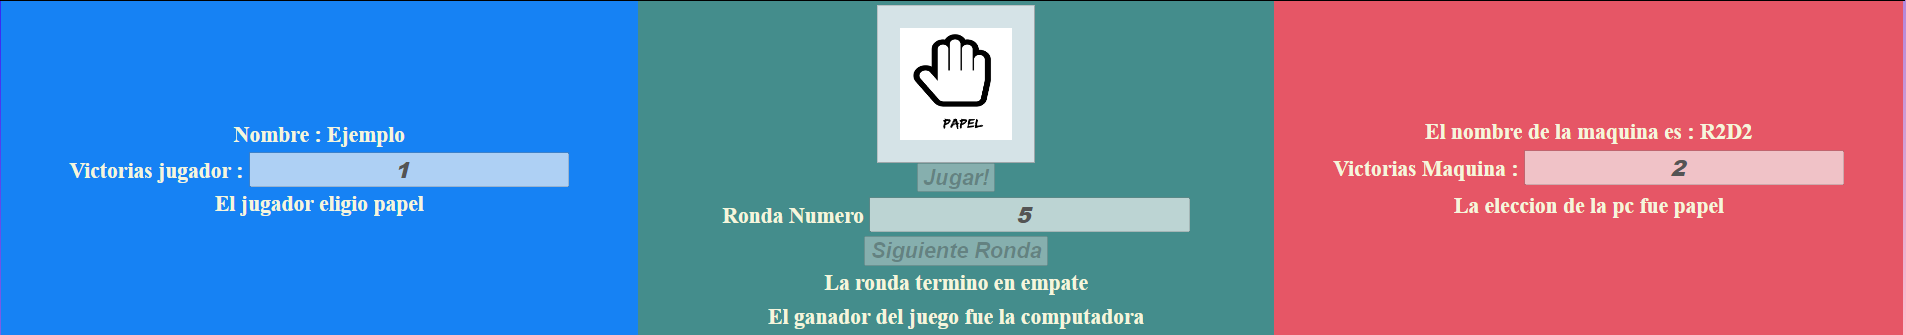 Nombre : Ejemplo
Victorias jugador : 1
El jugador eligio papel
PAPEL
Jugar!
Ronda Numero 5
Siguiente Ronda
La ronda termino en empate
El ganador del juego fue la computadora
El nombre de la maquina es : R2D2
Victorias Maquina : 2
La eleccion de la pc fue papel